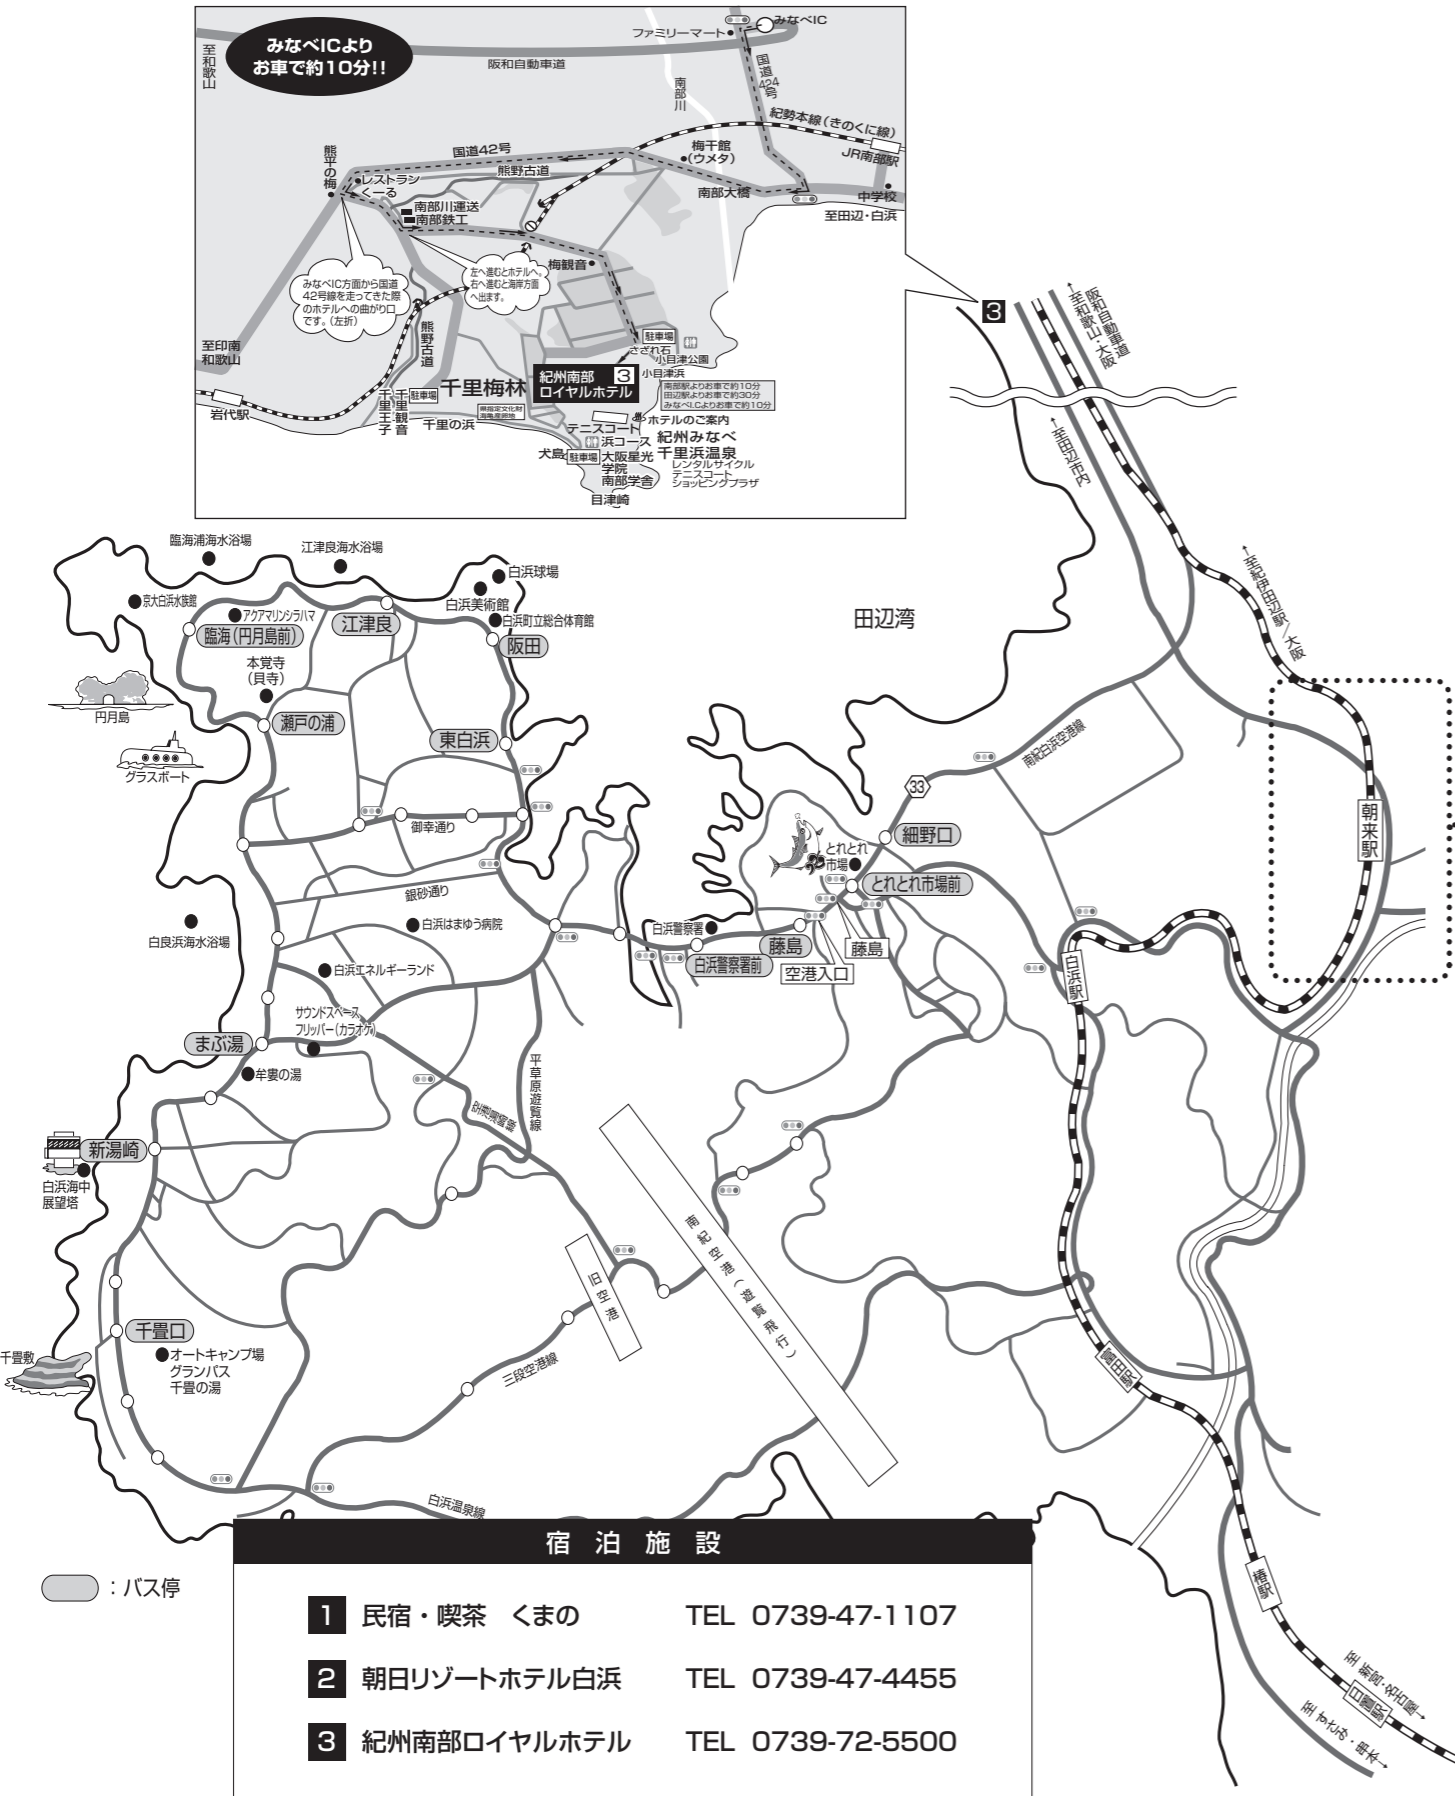 みなべICより
お車で約10分!!
至和歌山
阪和自動車道
ファミリーマート
みなべIC
国道424号
南部川
紀勢本線(きのくに線)
JR南部駅
梅干館
(ウメタ)
中学校
南部大橋
至田辺・白浜
国道42号
熊野古道
熊平の梅
レストラン
くーる
南部川運送
南部鉄工
梅観音
みなべIC方面から国道
42号線を走ってきた際
のホテルへの曲がり口
です。(左折)
左へ進むとホテルへ。
右へ進むと海岸方面
へ出ます。
至印南
和歌山
熊野古道
岩代駅
千里王子
千里観音
駐車場
千里梅林
県指定文化財
海亀産卵地
千里の浜
紀州南部 3
ロイヤルホテル
駐車場
さざれ石
小目津公園
小目津浜
南部駅よりお車で約10分
田辺駅よりお車で約30分
みなべI.Cよりお車で約10分
ホテルのご案内
テニスコート
浜コース
紀州みなべ
千里浜温泉
レンタルサイクル
テニスコート
ショッピングプラザ
犬島
駐車場
大阪星光
学院
南部学舎
目津崎
3
阪和自動車道
←至和歌山・大阪
←至田辺市内
←至紀伊田辺駅/大阪
臨海浦海水浴場
江津良海水浴場
白浜球場
白浜美術館
京大白浜水族館
アクアマリンシラハマ
白浜町立総合体育館
臨海(円月島前)
江津良
阪田
田辺湾
本覚寺
(貝寺)
円月島
瀬戸の浦
東白浜
グラスボート
南紀白浜空港線
33
御幸通り
とれとれ
市場
細野口
朝来駅
銀砂通り
とれとれ市場前
白良浜海水浴場
白浜はまゆう病院
白浜警察署
藤島
藤島
白浜警察署前
空港入口
白浜駅
白浜エネルギーランド
サウンドスペース
フリッパー(カラオケ)
まぶ湯
牟婁の湯
平草原遊覧線
空港湯崎線
新湯崎
白浜海中
展望塔
南紀空港(遊覧飛行)
旧空港
千畳口
千畳敷
オートキャンプ場
グランパス
千畳の湯
三段空港線
富田駅
白浜温泉線
椿駅
至新宮・名古屋→
日置駅
至すさみ・串本→
:バス停
宿泊施設
1 民宿・喫茶 くまの TEL 0739-47-1107
2 朝日リゾートホテル白浜 TEL 0739-47-4455
3 紀州南部ロイヤルホテル TEL 0739-72-5500